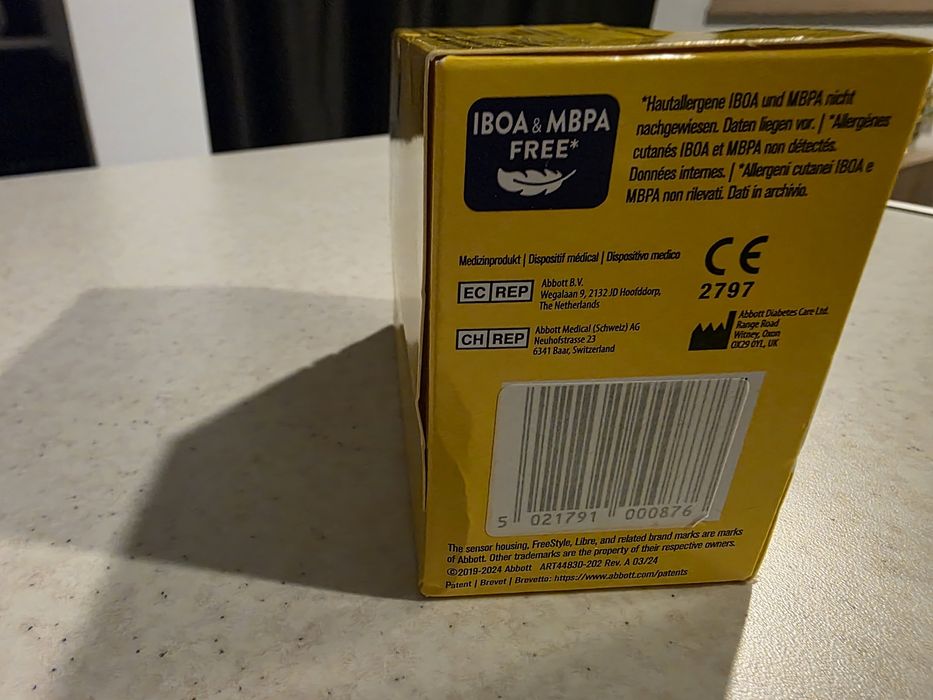 IBOA & MBPA
FREE*
*Hautallergene IBOA und MBPA nicht
nachgewiesen. Daten liegen vor. | *Allergènes
cutanés IBOA et MBPA non détectés.
Données internes. | *Allergeni cutanei IBOA e
MBPA non rilevati. Dati in archivio.
Medizinprodukt | Dispositif médical | Dispositivo medico
CE
2797
EC REP
Abbott B.V.
Wegalaan 9, 2132 JD Hoofddorp,
The Netherlands
CH REP
Abbott Medical (Schweiz) AG
Neuhofstrasse 23
6341 Baar, Switzerland
Abbott Diabetes Care Ltd.
Range Road
Witney, Oxon
OX29 0YL, UK
5 021791 000876
The sensor housing, FreeStyle, Libre, and related brand marks are marks
of Abbott. Other trademarks are the property of their respective owners.
©2019-2024 Abbott ART44830-202 Rev. A 03/24
Patent | Brevet | Brevetto: https://www.abbott.com/patents